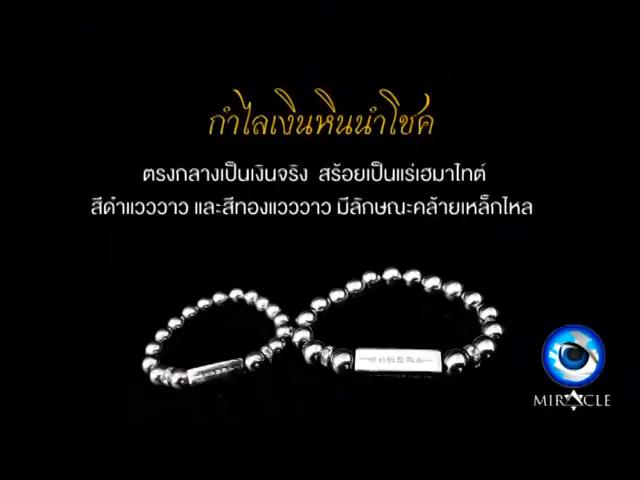 กำไลเงินหินนำโชค
ตรงกลางเป็นเงินจริง สร้อยเป็นแร่เฮมาไทต์
สีดำแวววาว และสีทองแวววาว มีลักษณะคล้ายเหล็กไหล
MIRACLE